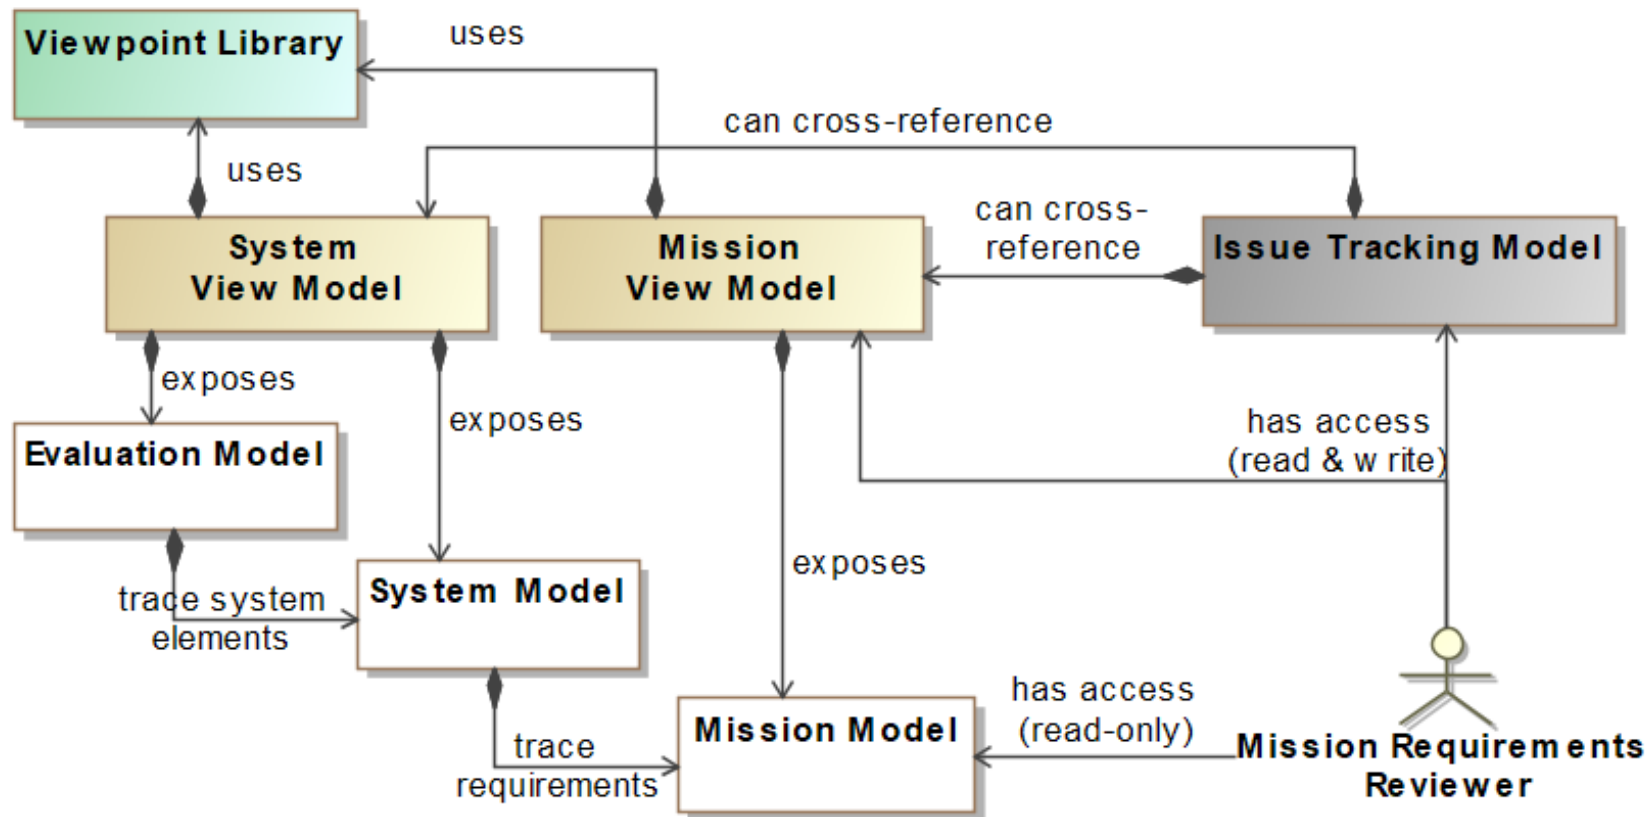 Viewpoint Library
uses
can cross-reference
uses
System
View Model
Mission
View Model
can cross-
reference
Issue Tracking Model
exposes
exposes
has access
(read & write)
Evaluation Model
exposes
trace system
elements
System Model
has access
(read-only)
Mission Model
trace
requirements
Mission Requirements
Reviewer